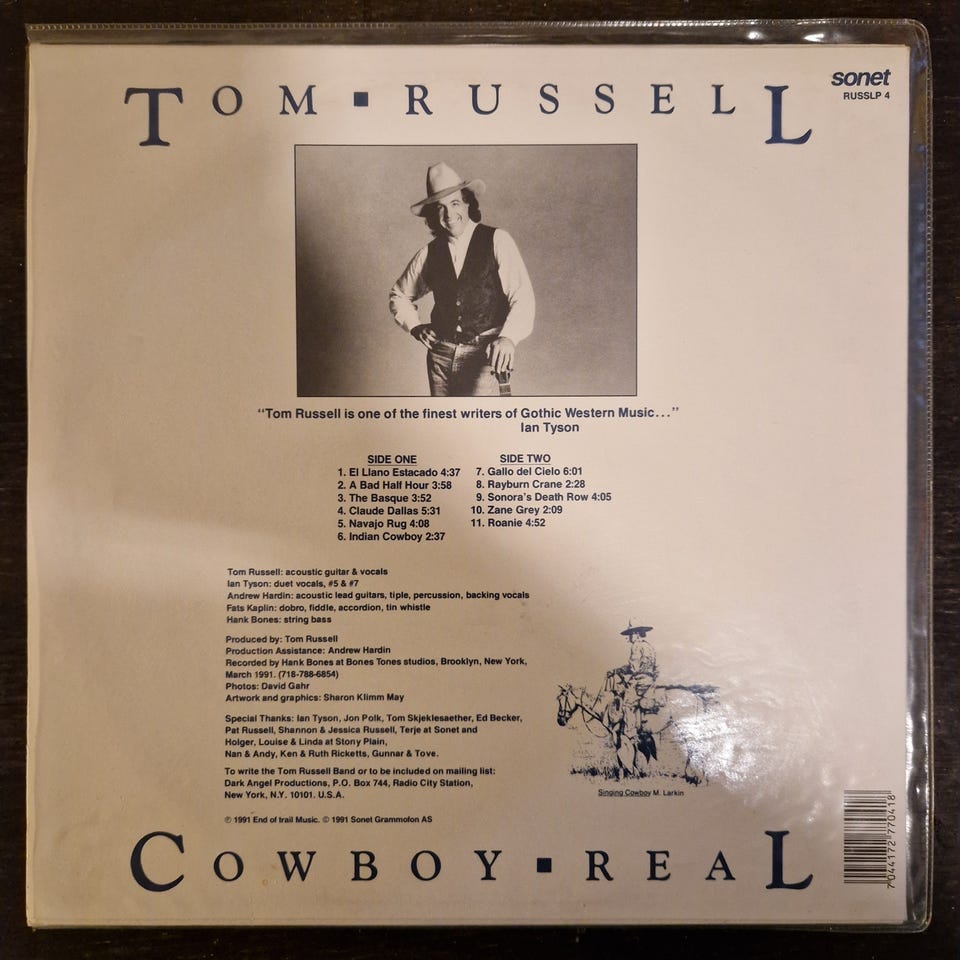 TOM ▪ RUSSELL
sonet
RUSSLP 4
"Tom Russell is one of the finest writers of Gothic Western Music..."
Ian Tyson
SIDE ONE
1. El Llano Estacado 4:37
2. A Bad Half Hour 3:58
3. The Basque 3:52
4. Claude Dallas 5:31
5. Navajo Rug 4:08
6. Indian Cowboy 2:37
SIDE TWO
7. Gallo del Cielo 6:01
8. Rayburn Crane 2:28
9. Sonora's Death Row 4:05
10. Zane Grey 2:09
11. Roanie 4:52
Tom Russell: acoustic guitar & vocals
Ian Tyson: duet vocals, #5 & #7
Andrew Hardin: acoustic lead guitars, tiple, percussion, backing vocals
Fats Kaplin: dobro, fiddle, accordion, tin whistle
Hank Bones: string bass
Produced by: Tom Russell
Production Assistance: Andrew Hardin
Recorded by Hank Bones at Bones Tones studios, Brooklyn, New York,
March 1991. (718-788-6854)
Photos: David Gahr
Artwork and graphics: Sharon Klimm May
Special Thanks: Ian Tyson, Jon Polk, Tom Skjeklesaether, Ed Becker,
Pat Russell, Shannon & Jessica Russell, Terje at Sonet and
Holger, Louise & Linda at Stony Plain,
Nan & Andy, Ken & Ruth Ricketts, Gunnar & Tove.
To write the Tom Russell Band or to be included on mailing list:
Dark Angel Productions, P.O. Box 744, Radio City Station,
New York, N.Y. 10101. U.S.A.
℗ 1991 End of trail Music. © 1991 Sonet Grammofon AS
Singing Cowboy M. Larkin
7 044172 770418
COWBOY ▪ REAL